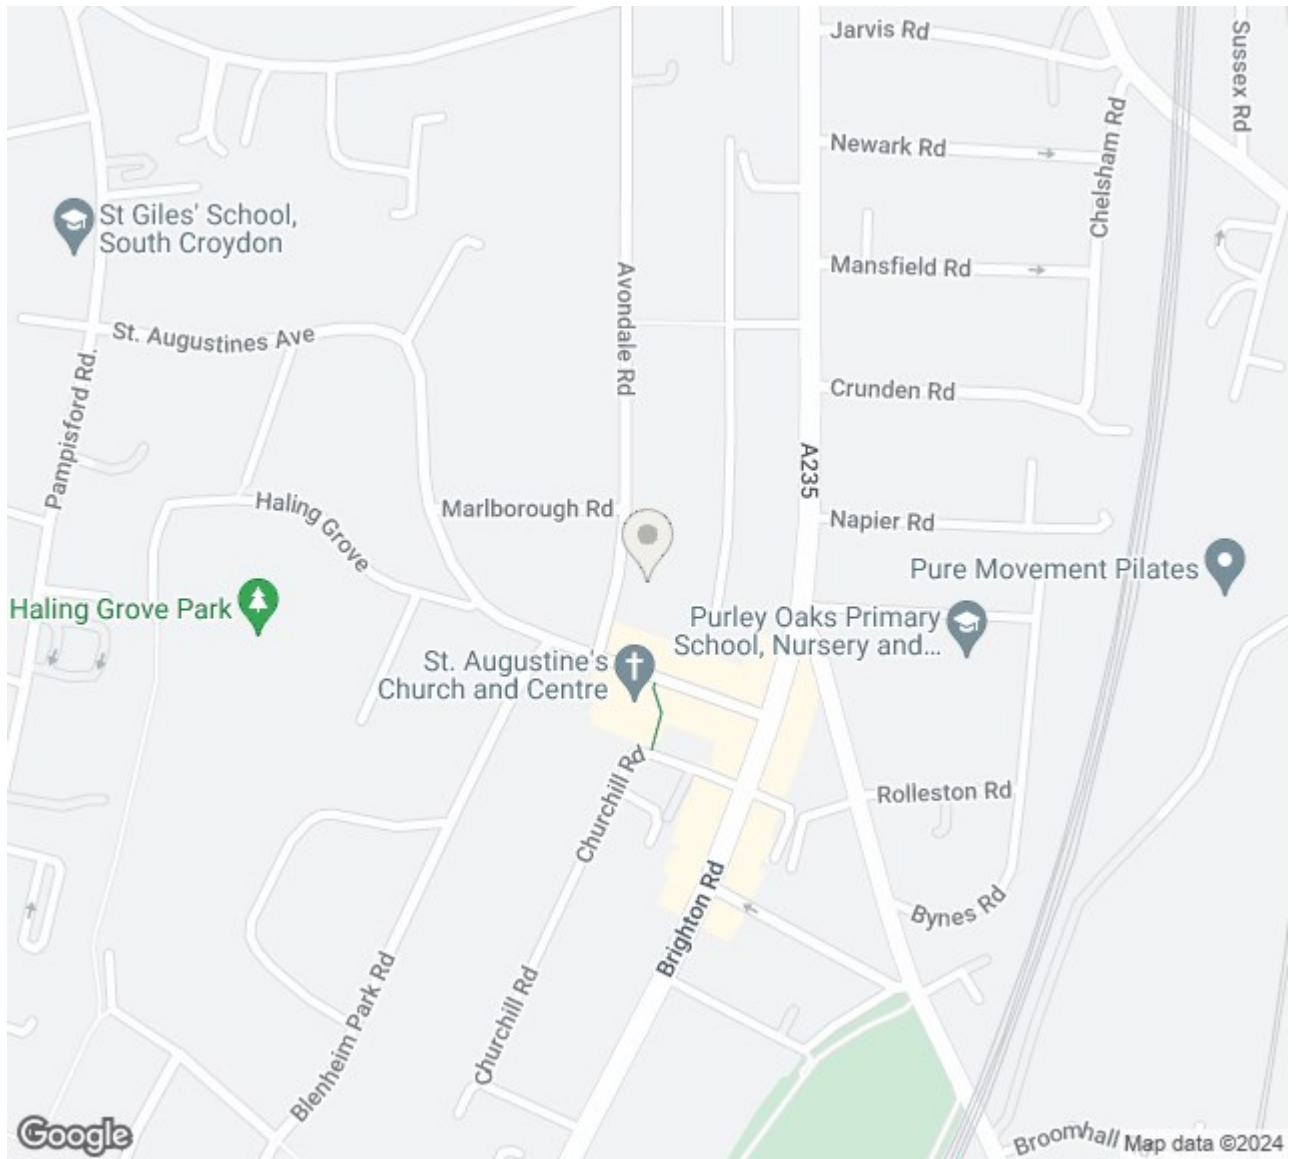 Jarvis Rd
Sussex Rd
Newark Rd
Chelsham Rd
St Giles' School,
South Croydon
Mansfield Rd
Avondale Rd
St. Augustines Ave
Pampisford Rd.
Crunden Rd
A235
Haling Grove
Marlborough Rd
Napier Rd
Pure Movement Pilates
Haling Grove Park
Purley Oaks Primary
School, Nursery and...
St. Augustine's
Church and Centre
Churchill Rd
Rolleston Rd
Brighton Rd
Bynes Rd
Blenheim Park Rd
Churchill Rd
Google
Broomhall
Map data ©2024